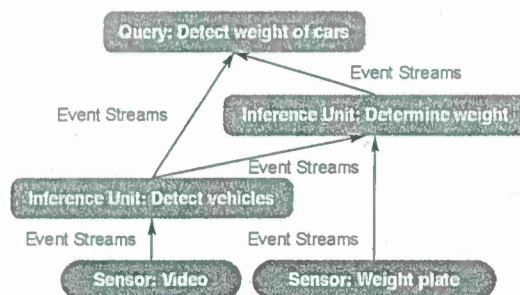 Query: Detect weight of cars
Event Streams
Event Streams
Inference Unit: Determine weight
Event Streams
Inference Unit: Detect vehicles
Event Streams
Event Streams
Sensor: Video
Sensor: Weight plate